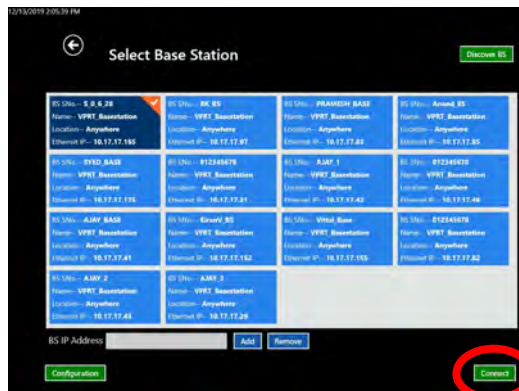 12/13/2019 2:05:39 PM
Select Base Station
Discover BS
BS SNo.-- S_0_6_28
Name-- VPRT_Basestation
Location-- Anywhere
Ethernet IP-- 10.17.17.165
BS SNo.-- RK_BS
Name-- VPRT_Basestation
Location-- Anywhere
Ethernet IP-- 10.17.17.97
BS SNo.-- PRAMESH_BASE
Name-- VPRT_Basestation
Location-- Anywhere
Ethernet IP-- 10.17.17.83
BS SNo.-- Anand_BS
Name-- VPRT_Basestation
Location-- Anywhere
Ethernet IP-- 10.17.17.85
BS SNo.-- SYED_BASE
Name-- VPRT_Basestation
Location-- Anywhere
Ethernet IP-- 10.17.17.175
BS SNo.-- 012345678
Name-- VPRT_Basestation
Location-- Anywhere
Ethernet IP-- 10.17.17.31
BS SNo.-- AJAY_1
Name-- VPRT_Basestation
Location-- Anywhere
Ethernet IP-- 10.17.17.42
BS SNo.-- 012345678
Name-- VPRT_Basestation
Location-- Anywhere
Ethernet IP-- 10.17.17.46
BS SNo.-- AJAY_BASE
Name-- VPRT_Basestation
Location-- Anywhere
Ethernet IP-- 10.17.17.41
BS SNo.-- KiranV_BS
Name-- VPRT_Basestation
Location-- Anywhere
Ethernet IP-- 10.17.17.152
BS SNo.-- Vittal_Base
Name-- VPRT_Basestation
Location-- Anywhere
Ethernet IP-- 10.17.17.155
BS SNo.-- 012345678
Name-- VPRT_Basestation
Location-- Anywhere
Ethernet IP-- 10.17.17.82
BS SNo.-- AJAY_2
Name-- VPRT_Basestation
Location-- Anywhere
Ethernet IP-- 10.17.17.43
BS SNo.-- AJAY_3
Name-- VPRT_Basestation
Location-- Anywhere
Ethernet IP-- 10.17.17.29
BS IP Address
Add
Remove
Configuration
Connect